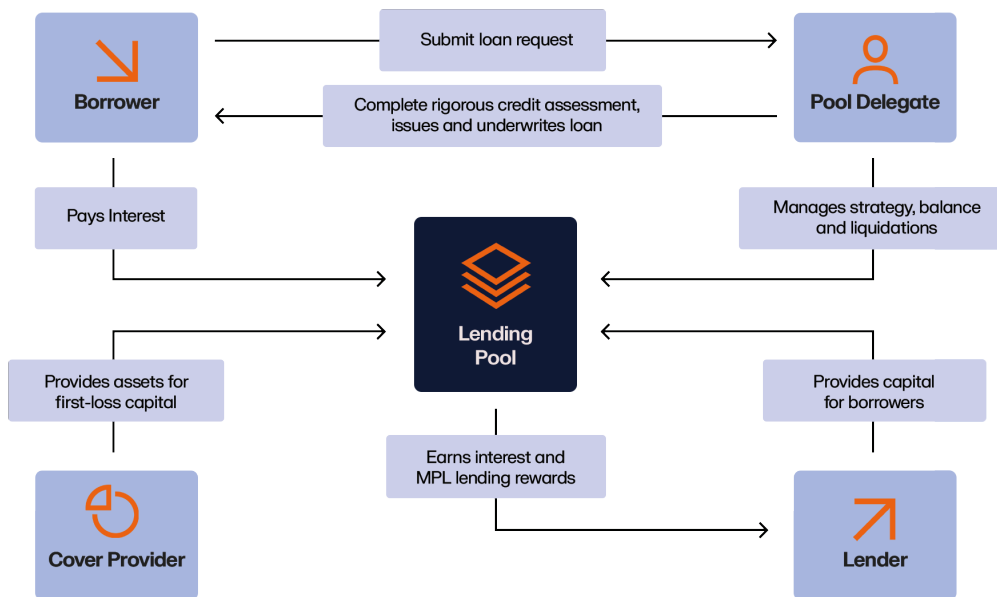 Submit loan request
Borrower
Pool Delegate
Complete rigorous credit assessment,
issues and underwrites loan
Pays Interest
Manages strategy, balance
and liquidations
Lending
Pool
Provides assets for
first-loss capital
Provides capital
for borrowers
Earns interest and
MPL lending rewards
Cover Provider
Lender